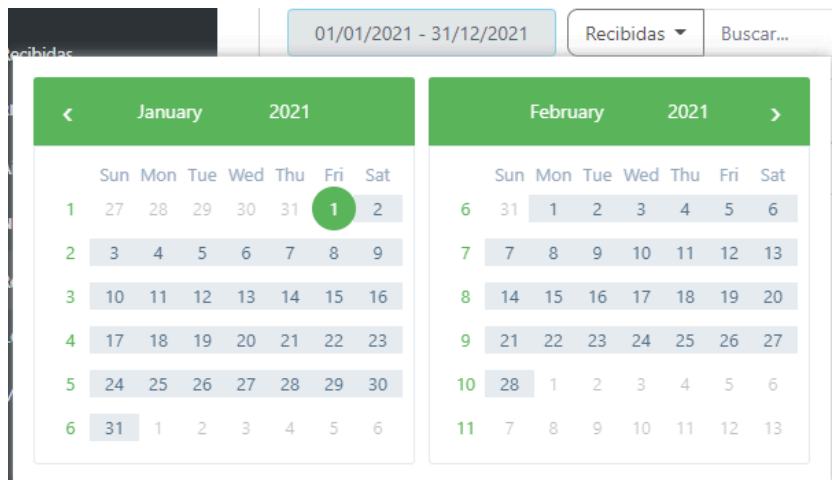 01/01/2021 - 31/12/2021 Recibidas Buscar...
Recibidas
‹ January 2021
Sun Mon Tue Wed Thu Fri Sat
1 27 28 29 30 31 1 2
2 3 4 5 6 7 8 9
3 10 11 12 13 14 15 16
4 17 18 19 20 21 22 23
5 24 25 26 27 28 29 30
6 31 1 2 3 4 5 6
February 2021 ›
Sun Mon Tue Wed Thu Fri Sat
6 31 1 2 3 4 5 6
7 7 8 9 10 11 12 13
8 14 15 16 17 18 19 20
9 21 22 23 24 25 26 27
10 28 1 2 3 4 5 6
11 7 8 9 10 11 12 13